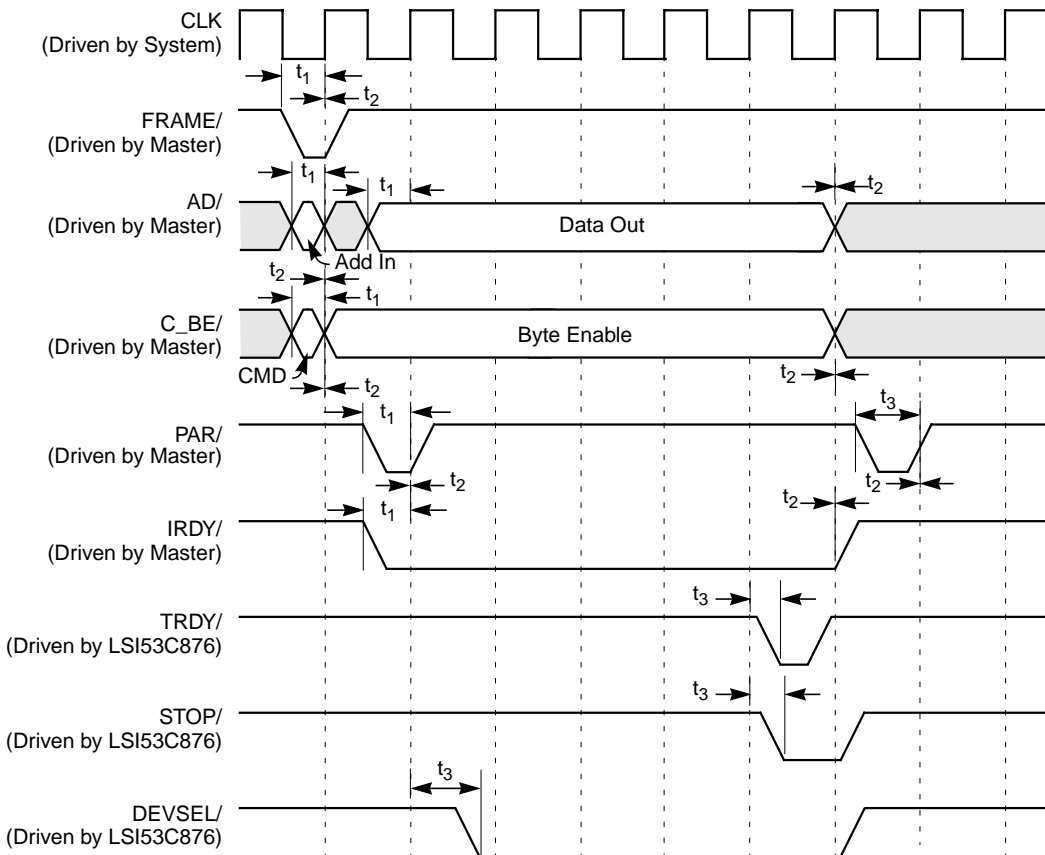 CLK
(Driven by System)
t1
t2
FRAME/
(Driven by Master)
t1
t1
t2
AD/
(Driven by Master)
Data Out
Add In
t2
t1
C_BE/
(Driven by Master)
Byte Enable
CMD
t2
t2
t1
t3
PAR/
(Driven by Master)
t2
t2
t1
t2
IRDY/
(Driven by Master)
t3
TRDY/
(Driven by LSI53C876)
t3
STOP/
(Driven by LSI53C876)
t3
DEVSEL/
(Driven by LSI53C876)